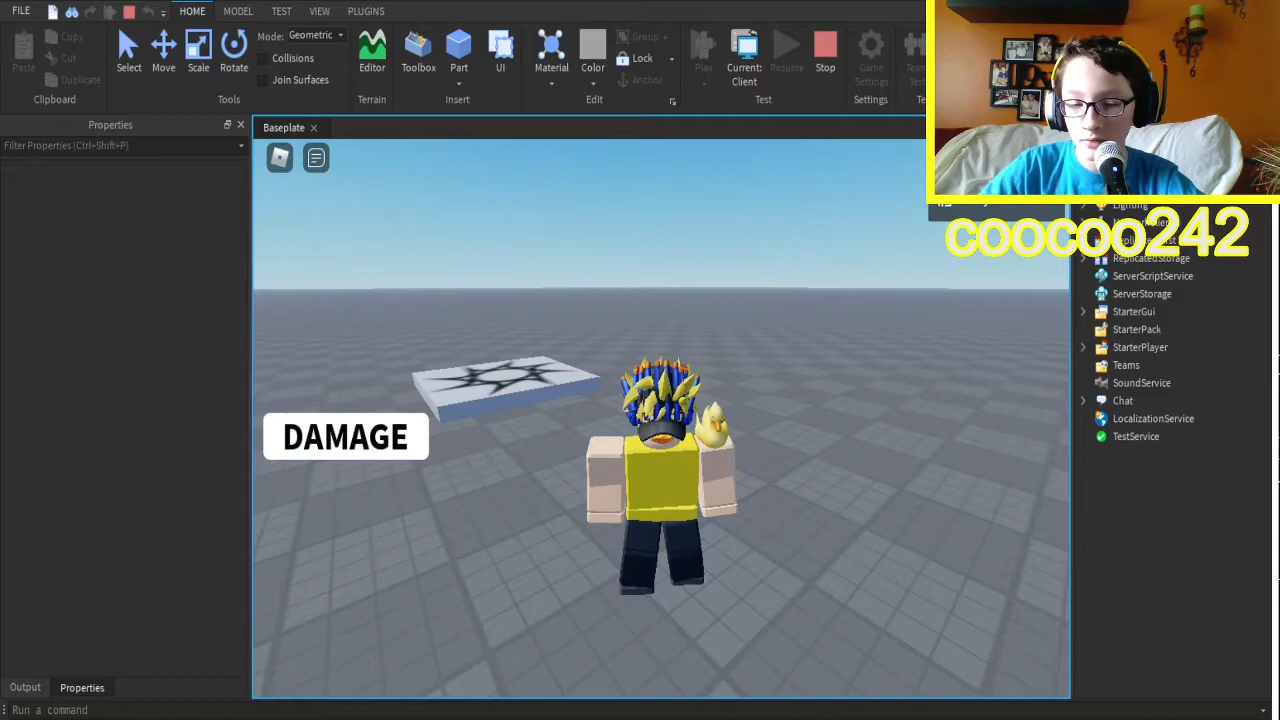 FILE
HOME
MODEL
TEST
VIEW
PLUGINS
Paste
Copy
Cut
Duplicate
Clipboard
Select
Move
Scale
Rotate
Mode: Geometric
Collisions
Join Surfaces
Tools
Editor
Terrain
Toolbox
Part
UI
Insert
Material
Color
Group
Lock
Anchor
Edit
Play
Current:
Client
Resume
Stop
Test
Game
Settings
Settings
Properties
Filter Properties (Ctrl+Shift+P)
Baseplate
DAMAGE
coocoo242
Lighting
ReplicatedStorage
ServerScriptService
ServerStorage
StarterGui
StarterPack
StarterPlayer
Teams
SoundService
Chat
LocalizationService
TestService
Output
Properties
Run a command